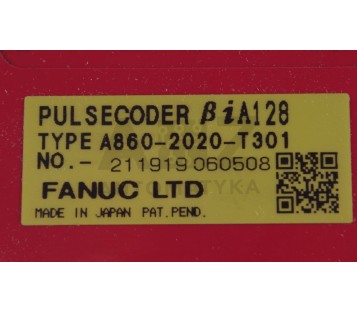 PULSECODER βiA128
TYPE A860-2020-T301
NO.- 211919 060508
FANUC LTD
MADE IN JAPAN PAT.PEND.